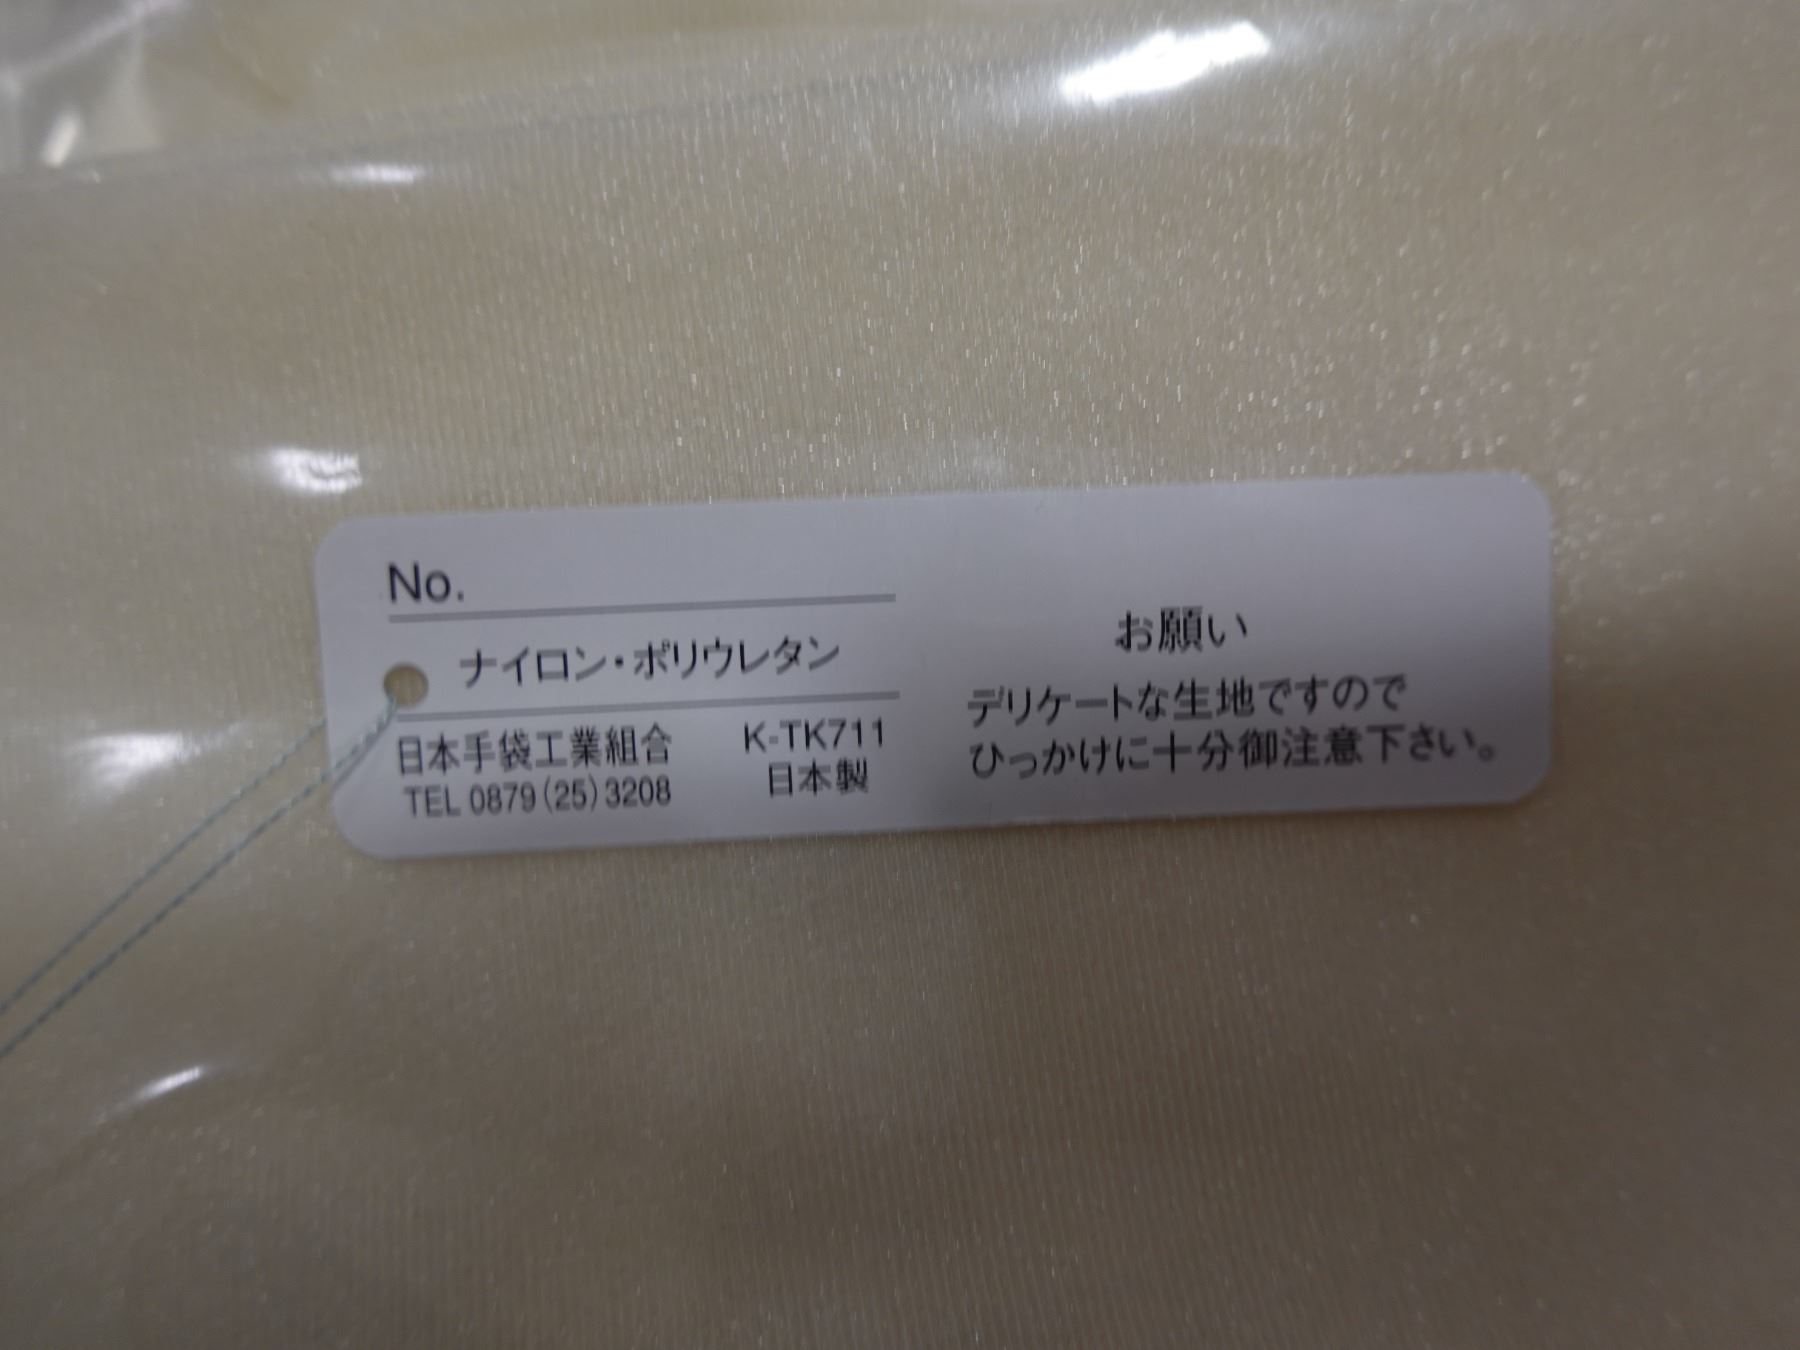 No.
ナイロン・ポリウレタン
日本手袋工業組合
TEL 0879(25)3208
K-TK711
日本製
お願い
デリケートな生地ですので
ひっかけに十分御注意下さい。